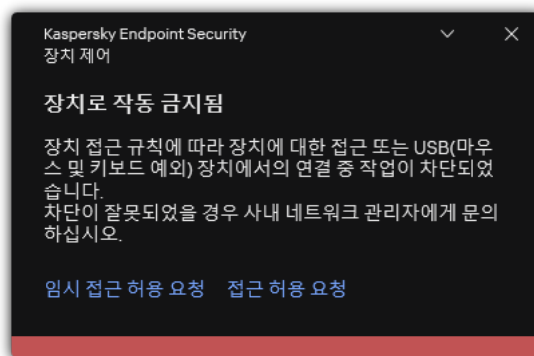 Kaspersky Endpoint Security
장치 제어
장치로 작동 금지됨
장치 접근 규칙에 따라 장치에 대한 접근 또는 USB(마우
스 및 키보드 예외) 장치에서의 연결 중 작업이 차단되었
습니다.
차단이 잘못되었을 경우 사내 네트워크 관리자에게 문의
하십시오.
임시 접근 허용 요청 접근 허용 요청